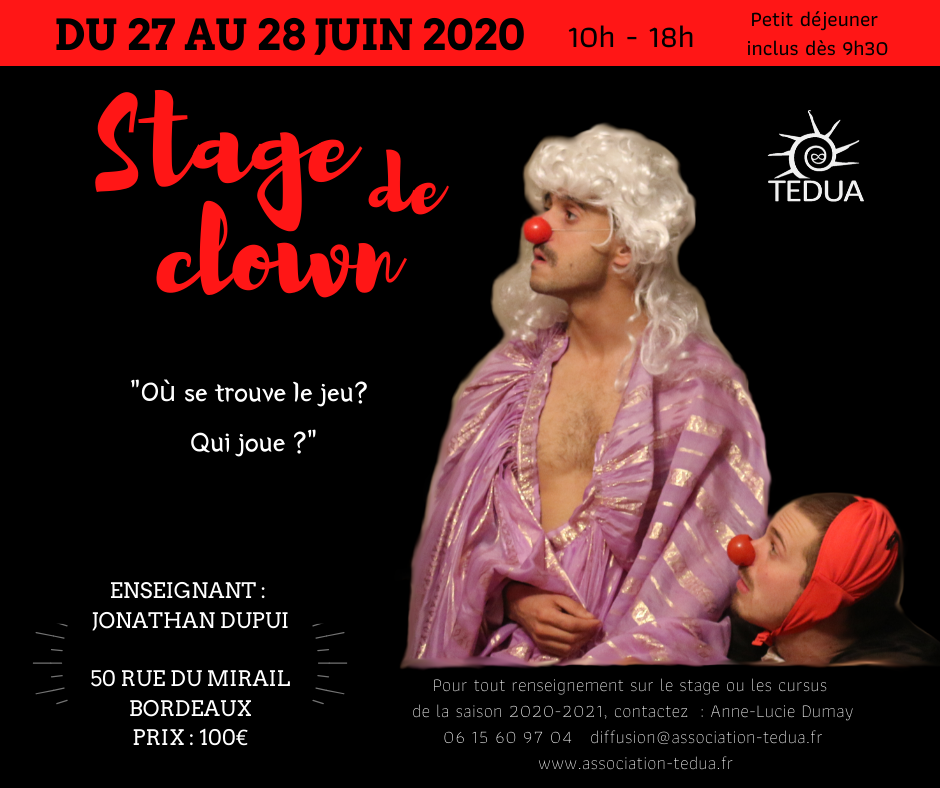 DU 27 AU 28 JUIN 2020
10h - 18h
Petit déjeuner
inclus dès 9h30
Stage
de
clown
TEDUA
"Où se trouve le jeu?
Qui joue ?"
ENSEIGNANT :
JONATHAN DUPUI
50 RUE DU MIRAIL
BORDEAUX
PRIX : 100€
Pour tout renseignement sur le stage ou les cursus
de la saison 2020-2021, contactez  : Anne-Lucie Dumay
06 15 60 97 04   diffusion@association-tedua.fr
www.association-tedua.fr